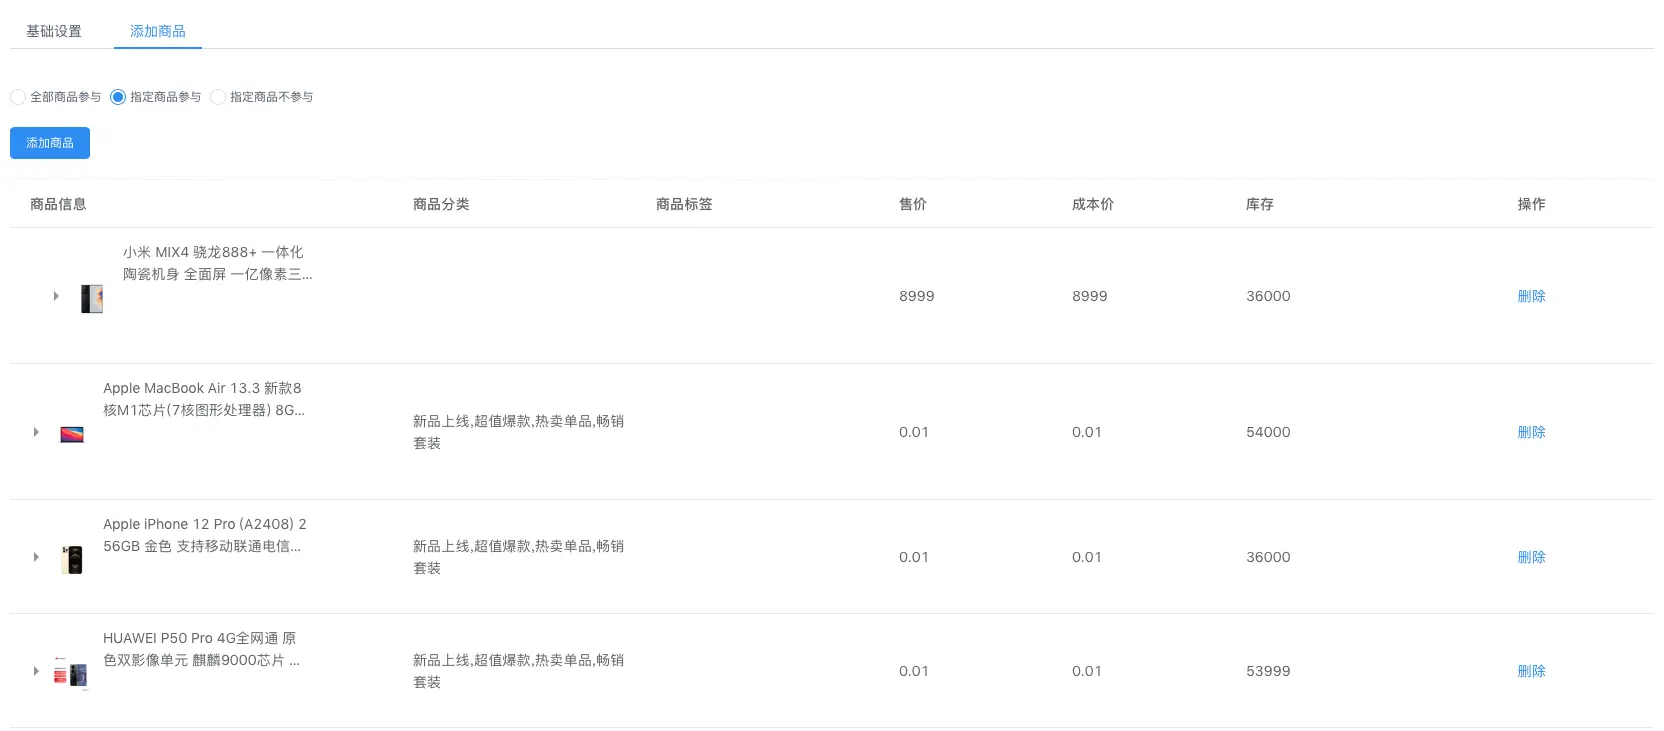 基础设置 添加商品
全部商品参与 指定商品参与 指定商品不参与
添加商品
商品信息 商品分类 商品标签 售价 成本价 库存 操作
小米 MIX4 骁龙888+ 一体化
陶瓷机身 全面屏 一亿像素三...
8999 8999 36000 删除
Apple MacBook Air 13.3 新款8
核M1芯片(7核图形处理器) 8G...
新品上线,超值爆款,热卖单品,畅销
套装
0.01 0.01 54000 删除
Apple iPhone 12 Pro (A2408) 2
56GB 金色 支持移动联通电信...
新品上线,超值爆款,热卖单品,畅销
套装
0.01 0.01 36000 删除
HUAWEI P50 Pro 4G全网通 原
色双影像单元 麒麟9000芯片 ...
新品上线,超值爆款,热卖单品,畅销
套装
0.01 0.01 53999 删除